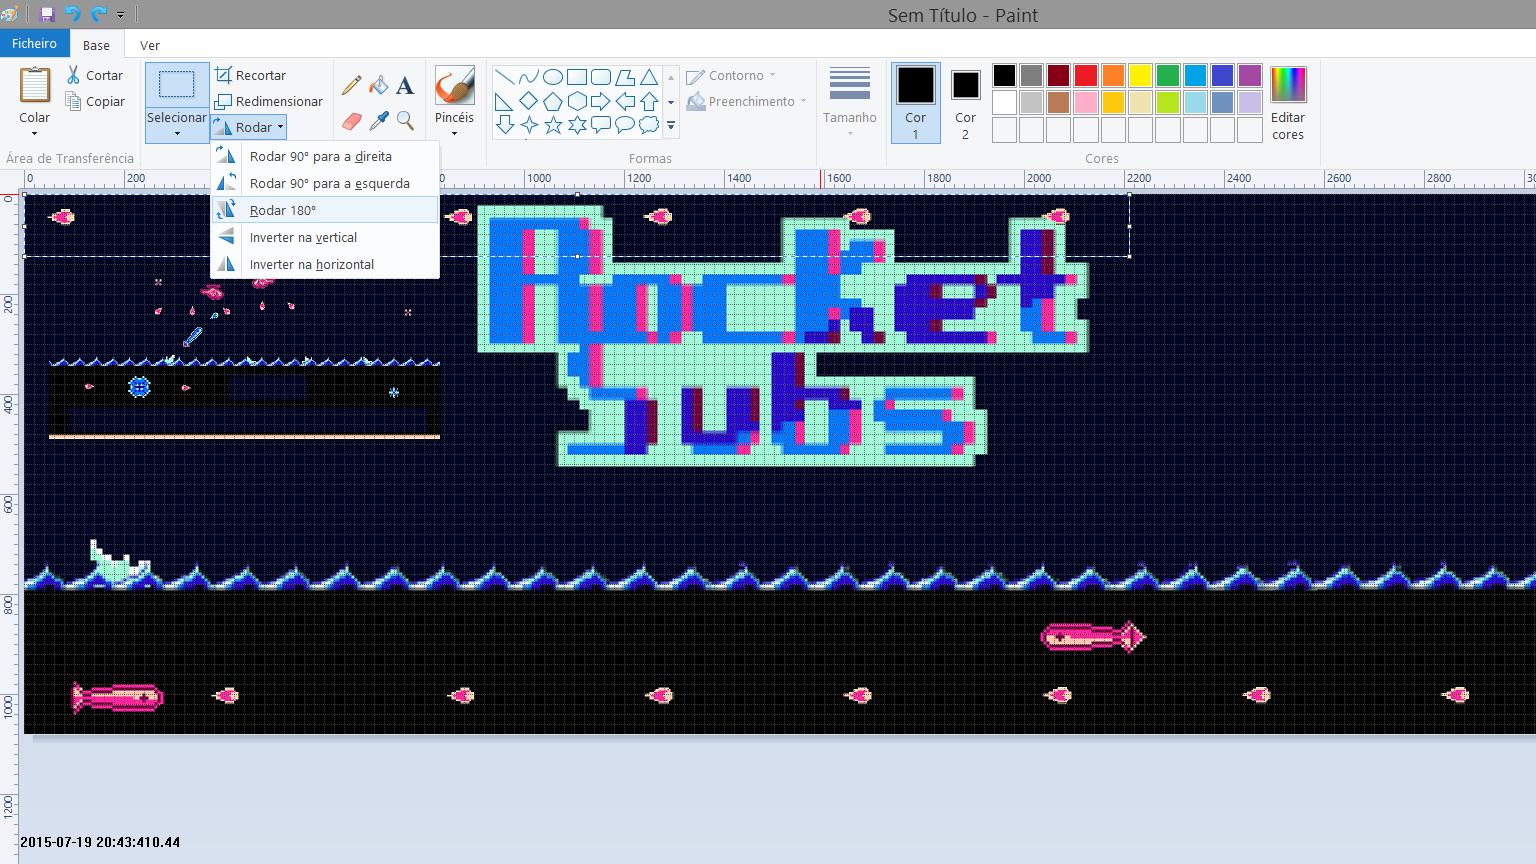 Sem Título - Paint
Ficheiro Base Ver
Colar
Cortar
Copiar
Área de Transferência
Selecionar
Recortar
Redimensionar
Rodar
Rodar 90° para a direita
Rodar 90° para a esquerda
Rodar 180°
Inverter na vertical
Inverter na horizontal
A
Pincéis
Contorno
Preenchimento
Formas
Tamanho
Cor
1
Cor
2
Editar
cores
Cores
0 200 0 1000 1200 1400 1600 1800 2000 2200 2400 2600 2800 30
0
200
400
600
800
1000
1200
Rocket
Subs
2015-07-19 20:43:410.44